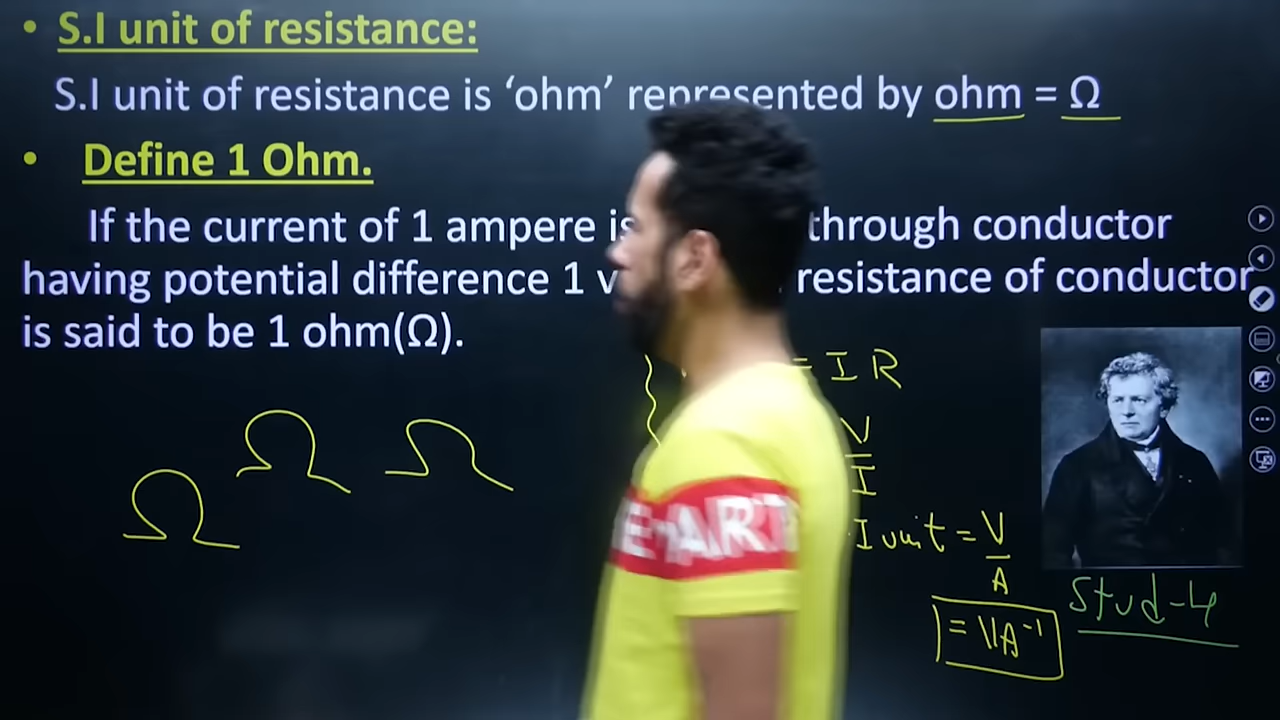 • S.I unit of resistance:
S.I unit of resistance is ‘ohm’ represented by ohm = Ω
• Define 1 Ohm.
If the current of 1 ampere is through conductor
having potential difference 1 v resistance of conductor
is said to be 1 ohm(Ω).
= I R
V
I
Ω Ω Ω
I unit = V
A
= VA⁻¹
Stud-4